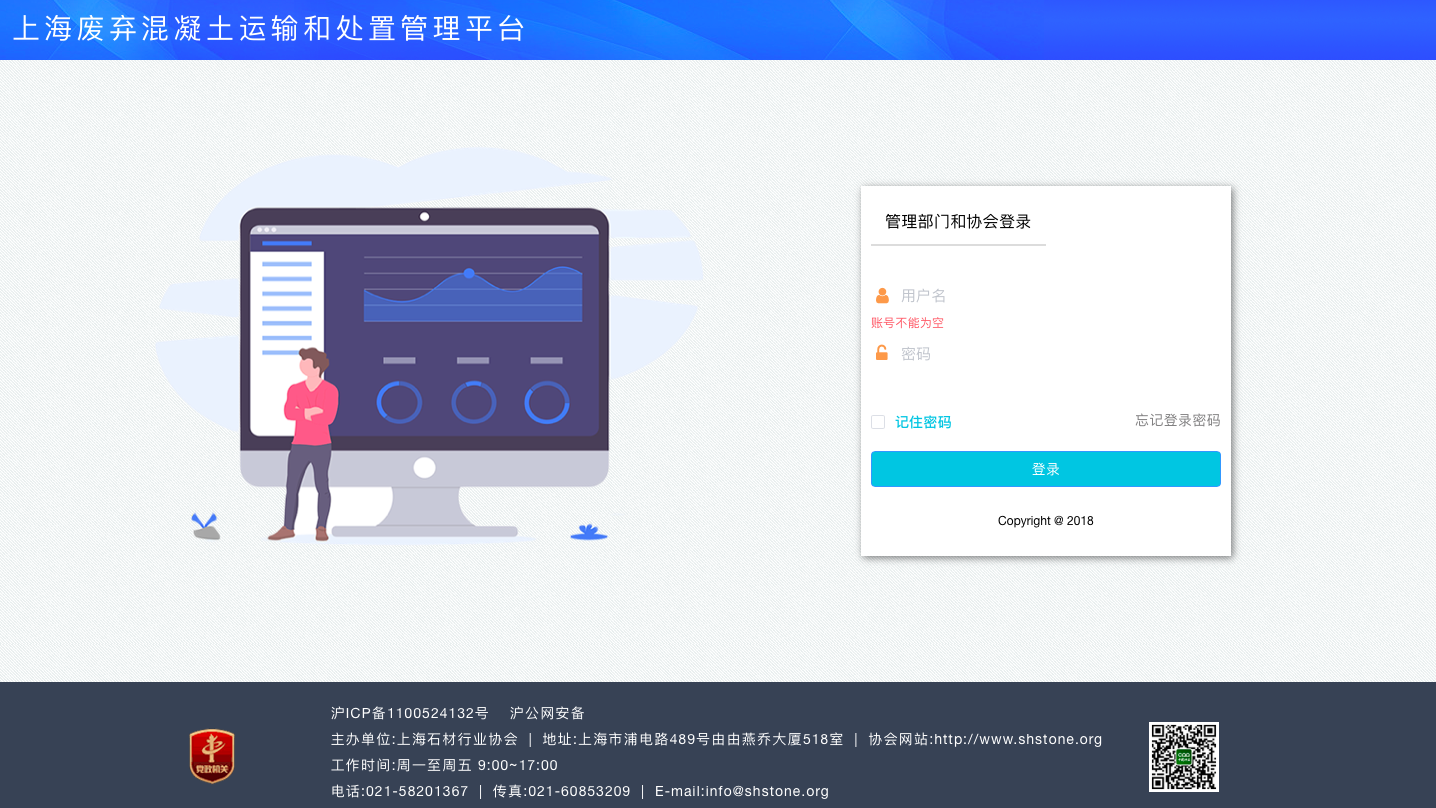 上海废弃混凝土运输和处置管理平台
管理部门和协会登录
用户名
账号不能为空
密码
记住密码 忘记登录密码
登录
Copyright @ 2018
沪ICP备1100524132号 沪公网安备
主办单位:上海石材行业协会 | 地址:上海市浦电路489号由由燕乔大厦518室 | 协会网站:http://www.shstone.org
工作时间:周一至周五 9:00~17:00
电话:021-58201367 | 传真:021-60853209 | E-mail:info@shstone.org
党政机关